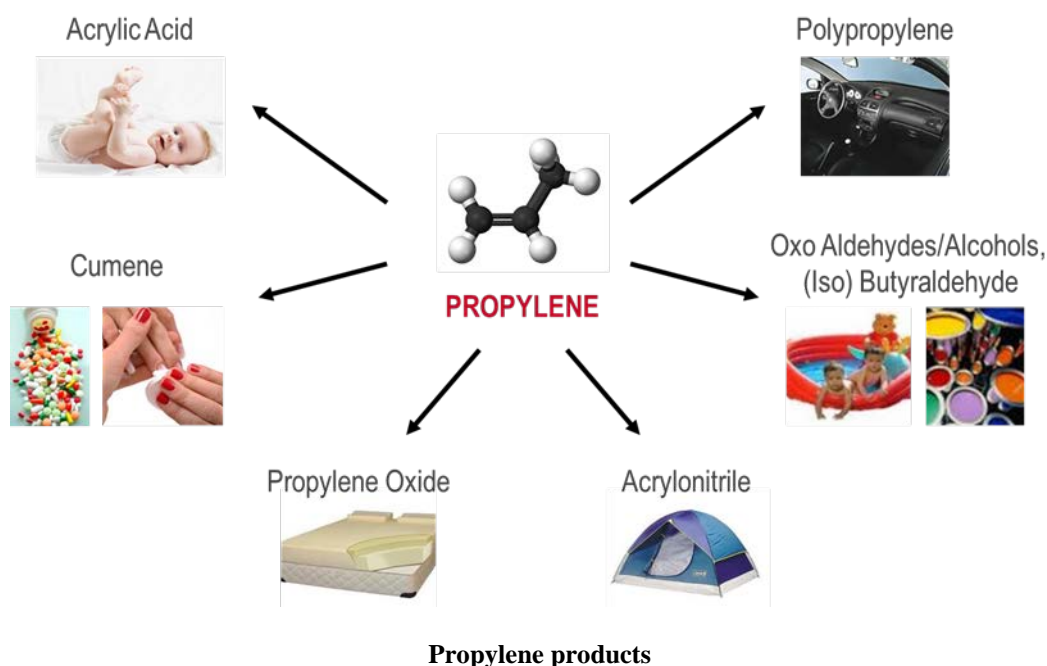 Acrylic Acid
Polypropylene
Cumene
PROPYLENE
Oxo Aldehydes/Alcohols,
(Iso) Butyraldehyde
Propylene Oxide
Acrylonitrile
Propylene products